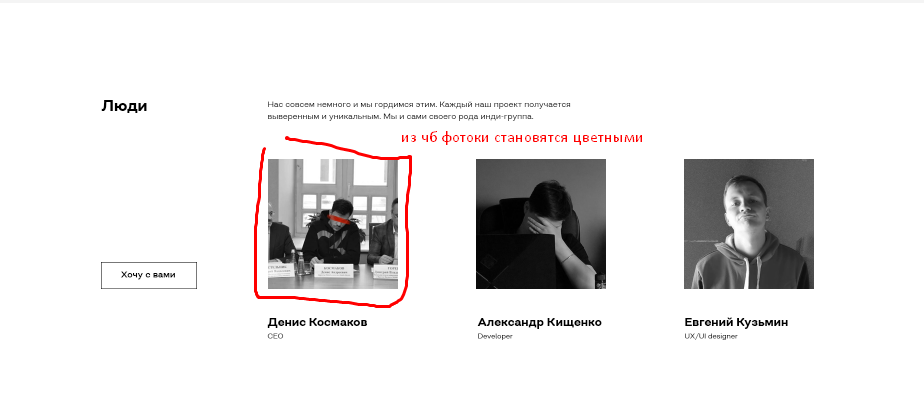 Люди
Нас совсем немного и мы гордимся этим. Каждый наш проект получается
выверенным и уникальным. Мы и сами своего рода инди-группа.
из чб фотоки становятся цветными
Хочу с вами
Денис Космаков
CEO
Александр Кищенко
Developer
Евгений Кузьмин
UX/UI designer